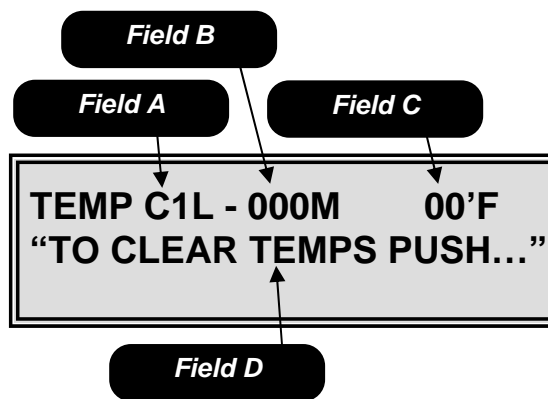 Field B
Field A
Field C
TEMP C1L - 000M 00'F
“TO CLEAR TEMPS PUSH…”
Field D